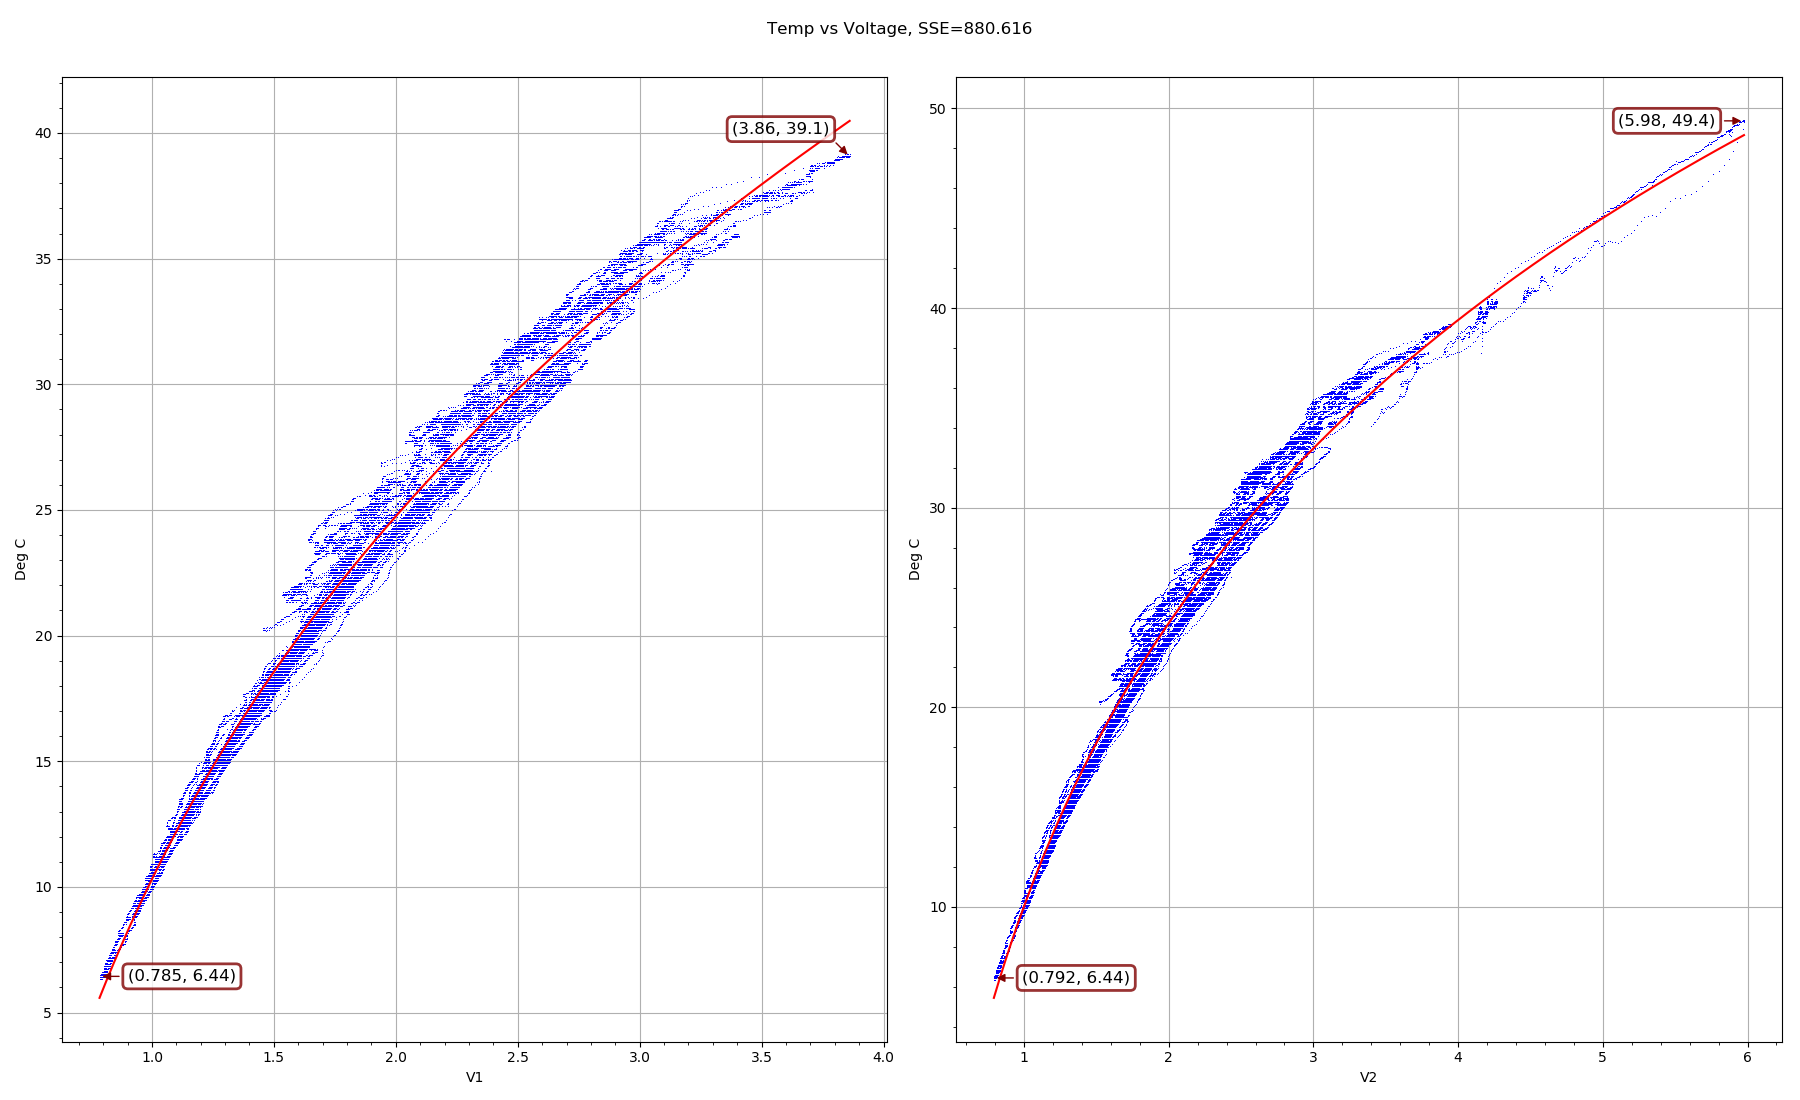 Temp vs Voltage, SSE=880.616
(3.86, 39.1)
(0.785, 6.44)
40
35
30
25
20
15
10
5
Deg C
1.0 1.5 2.0 2.5 3.0 3.5 4.0
V1
(5.98, 49.4)
(0.792, 6.44)
50
40
30
20
10
Deg C
1 2 3 4 5 6
V2